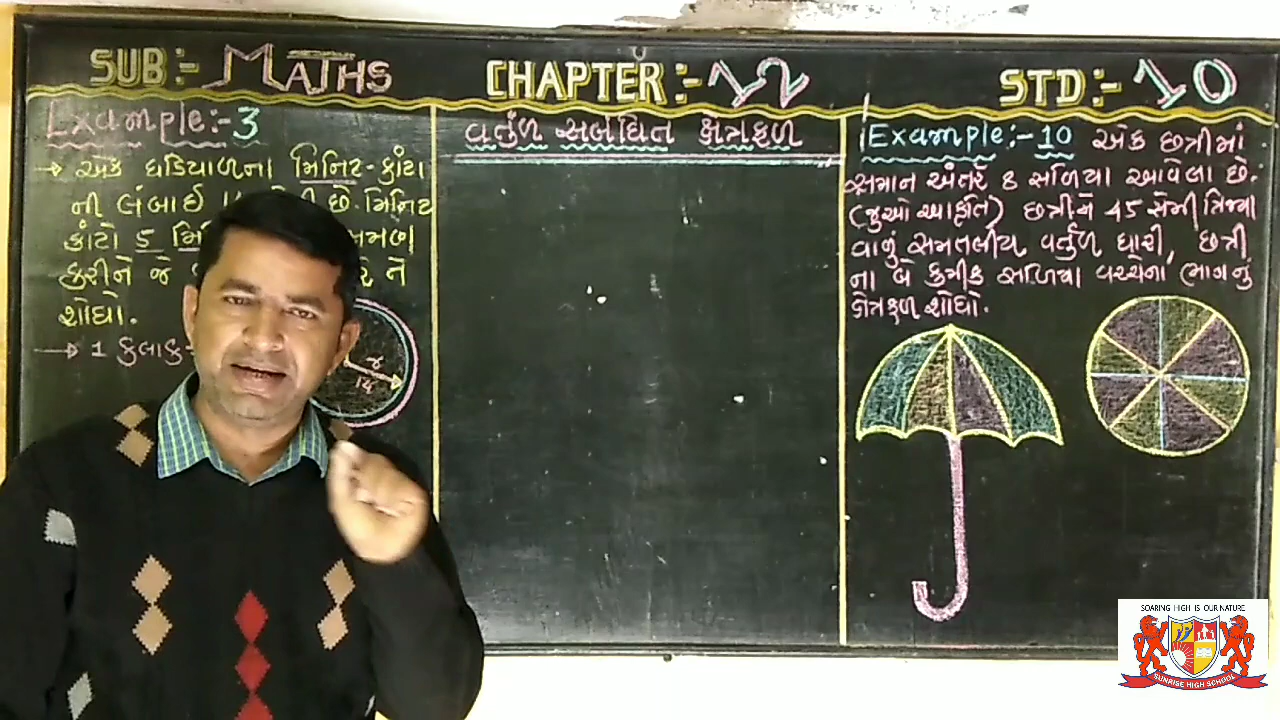 SUB:- MATHS
CHAPTER:- 12
STD:- 10
Example:-3
→ એક ઘડિયાળના મિનિટ-કાંટા
ની લંબાઈ છે. મિનિટ
કાંટો 5
કરીને જે ને
શોધો.
→ 1 કલાક
r
14
વર્તુળ સંબંધિત ક્ષેત્રફળ
Example:-10 એક છત્રીમાં
સમાન અંતરે 8 સળિયા આવેલા છે.
(જુઓ આકૃતિ) છત્રીને 45 સેમી ત્રિજ્યા
વાળું સમતલીય વર્તુળ ધારી, છત્રી
ના બે ક્રમીક સળિયા વચ્ચેના ભાગનું
ક્ષેત્રફળ શોધો.
SOARING HIGH IS OUR NATURE
SUNRISE HIGH SCHOOL